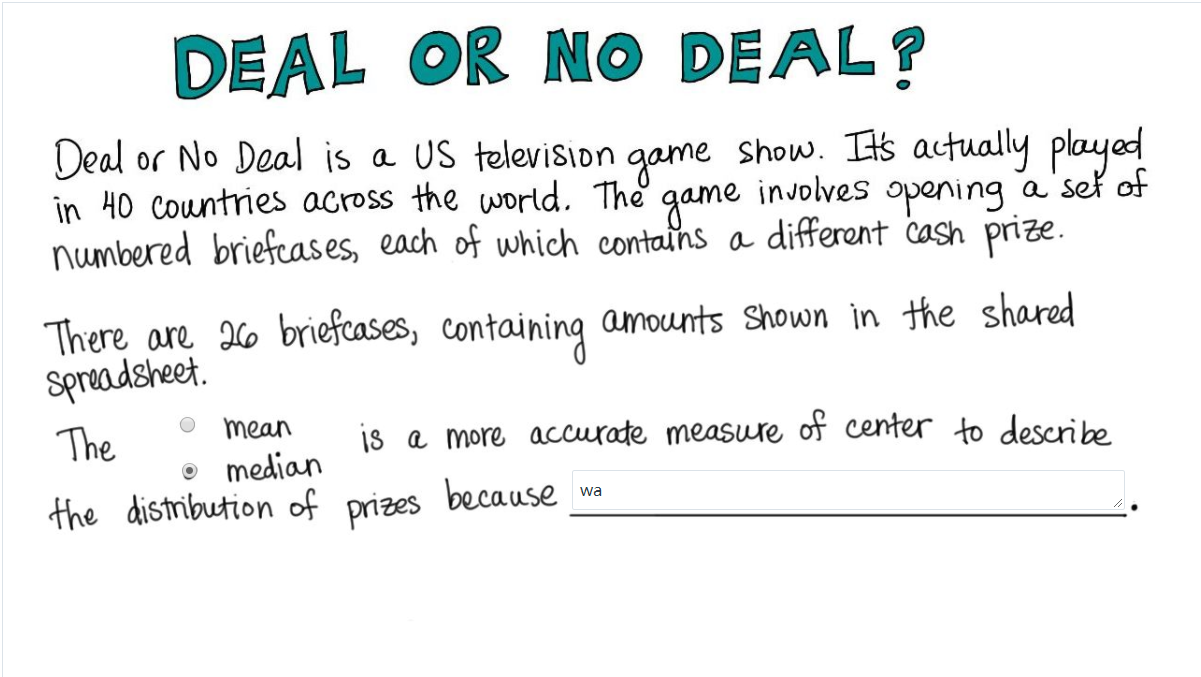 DEAL OR NO DEAL?
Deal or No Deal is a US television game show. It's actually played
in 40 countries across the world. The game involves opening a set of
numbered briefcases, each of which contains a different cash prize.
There are 26 briefcases, containing amounts shown in the shared
spreadsheet.
The mean is a more accurate measure of center to describe
median
the distribution of prizes because wa.